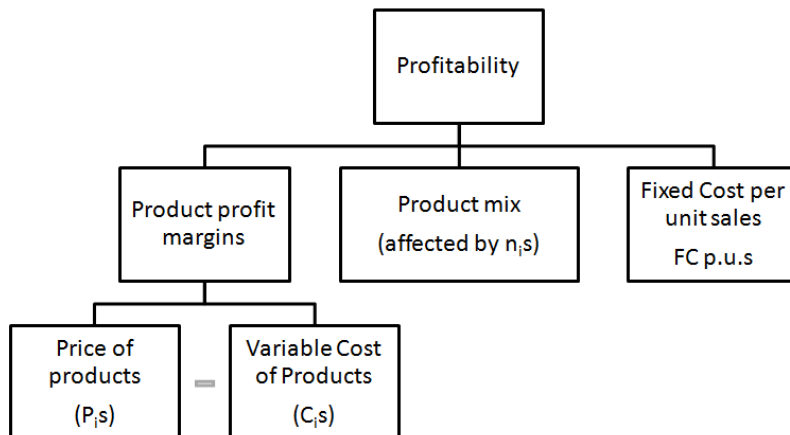 Profitability
Product profit
margins
Product mix
(affected by nᵢs)
Fixed Cost per
unit sales
FC p.u.s
Price of
products
(Pᵢs)
Variable Cost
of Products
(Cᵢs)